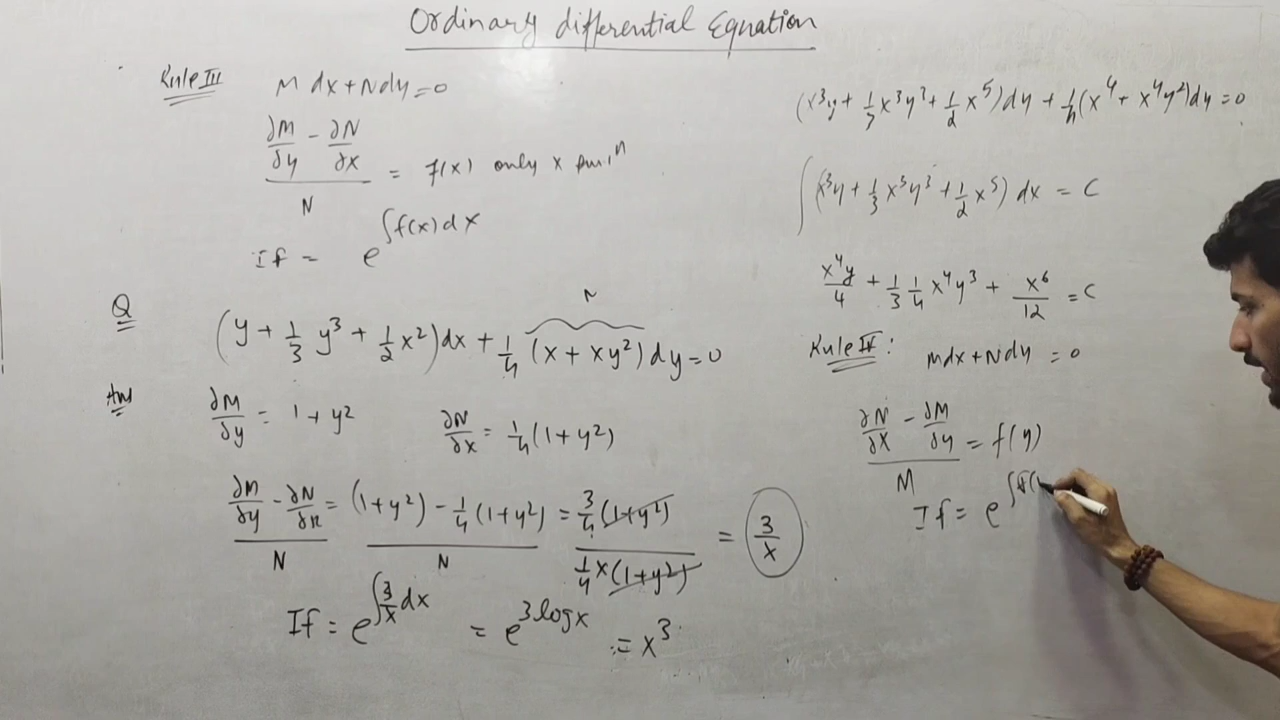 Ordinary differential Equation
Rule III M dx + N dy = 0
∂M/∂y - ∂N/∂x / N = f(x) only x
If = e^∫f(x)dx
Q (y + 1/3 y³ + 1/2 x²) dx + 1/4 (x + xy²) dy = 0
N
Ans ∂M/∂y = 1 + y² ∂N/∂x = 1/4 (1 + y²)
∂M/∂y - ∂N/∂x / N = (1 + y²) - 1/4 (1 + y²) / N = 3/4 (1 + y²) / 1/4 x (1 + y²) = 3/x
If = e^∫3/x dx = e^3 log x = x³
(x³y + 1/3 x³y³ + 1/2 x⁵) dy + 1/4 (x⁴ + x⁴y²) dy = 0
∫(x³y + 1/3 x³y³ + 1/2 x⁵) dx = C
x⁴y/4 + 1/3 1/4 x⁴y³ + x⁶/12 = C
Rule IV : Mdx + Ndy = 0
∂N/∂x - ∂M/∂y / M = f(y)
If = e^∫f(